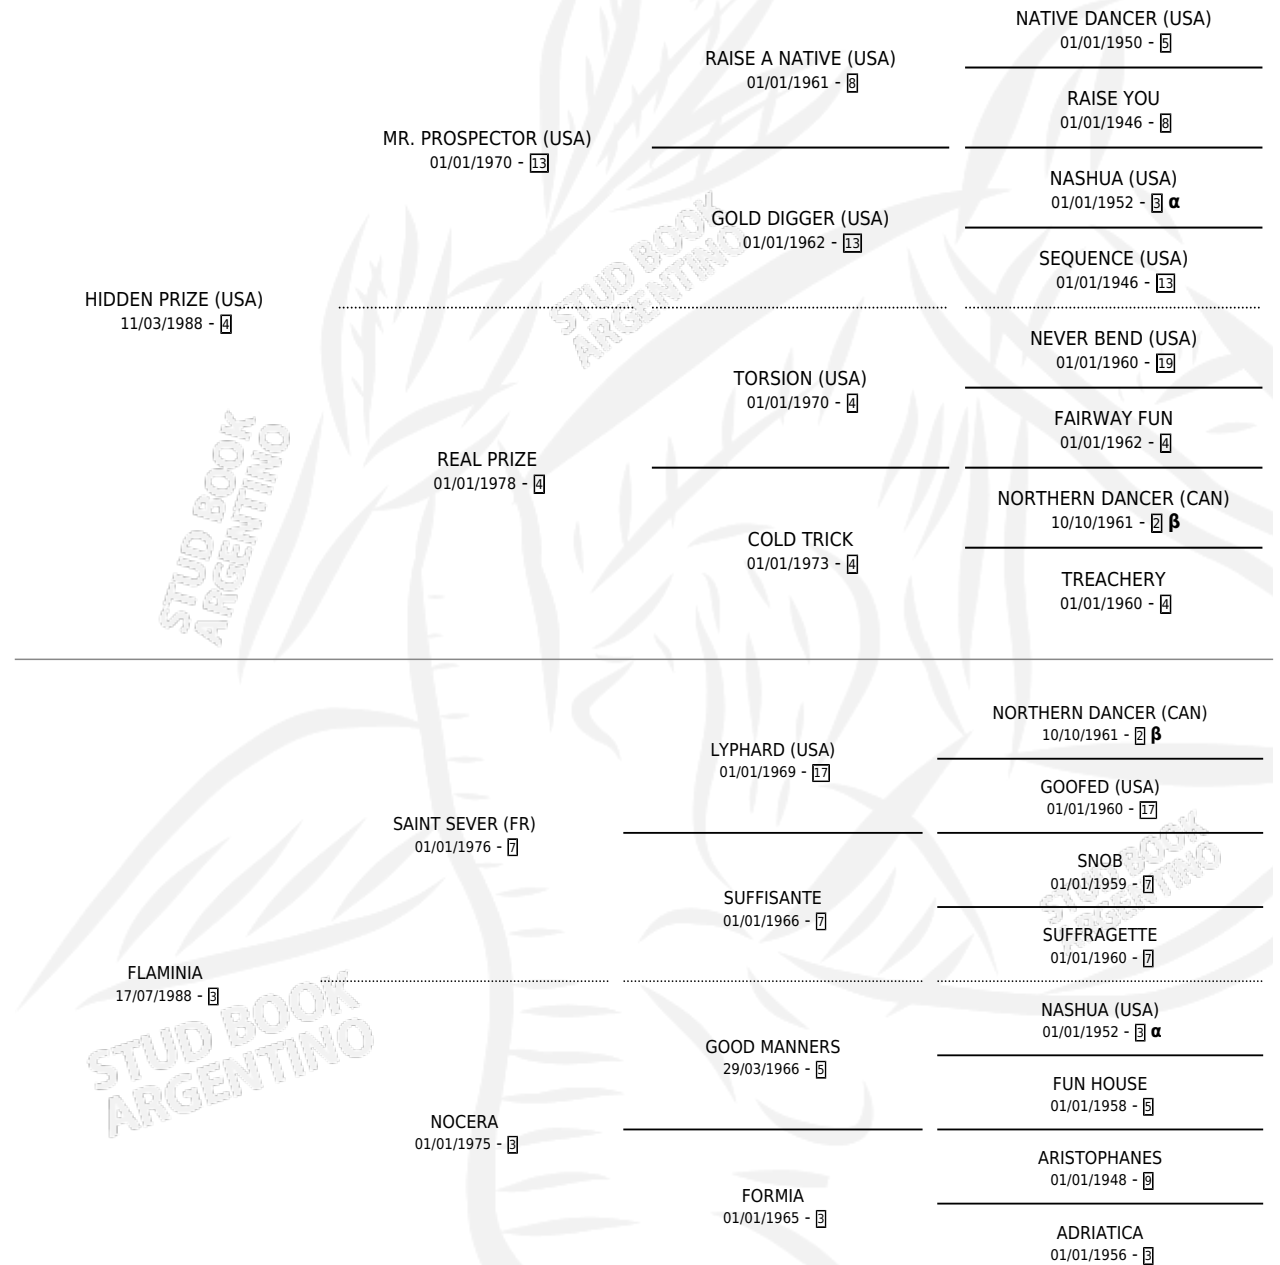 NATIVE DANCER (USA)
01/01/1950 - 5
RAISE A NATIVE (USA)
01/01/1961 - 8
RAISE YOU
01/01/1946 - 8
MR. PROSPECTOR (USA)
01/01/1970 - 13
NASHUA (USA)
01/01/1952 - 3 α
GOLD DIGGER (USA)
01/01/1962 - 13
SEQUENCE (USA)
01/01/1946 - 13
HIDDEN PRIZE (USA)
11/03/1988 - 4
NEVER BEND (USA)
01/01/1960 - 19
TORSION (USA)
01/01/1970 - 4
FAIRWAY FUN
01/01/1962 - 4
REAL PRIZE
01/01/1978 - 4
NORTHERN DANCER (CAN)
10/10/1961 - 2 β
COLD TRICK
01/01/1973 - 4
TREACHERY
01/01/1960 - 4
NORTHERN DANCER (CAN)
10/10/1961 - 2 β
LYPHARD (USA)
01/01/1969 - 17
GOOFED (USA)
01/01/1960 - 17
SAINT SEVER (FR)
01/01/1976 - 7
SNOB
01/01/1959 - 7
SUFFISANTE
01/01/1966 - 7
SUFFRAGETTE
01/01/1960 - 7
FLAMINIA
17/07/1988 - 3
NASHUA (USA)
01/01/1952 - 3 α
GOOD MANNERS
29/03/1966 - 5
FUN HOUSE
01/01/1958 - 5
NOCERA
01/01/1975 - 3
ARISTOPHANES
01/01/1948 - 9
FORMIA
01/01/1965 - 3
ADRIATICA
01/01/1956 - 3
STUD BOOK
ARGENTINO
STUD BOOK
ARGENTINO
STUD BOOK
ARGENTINO
STUD BOOK
ARGENTINO